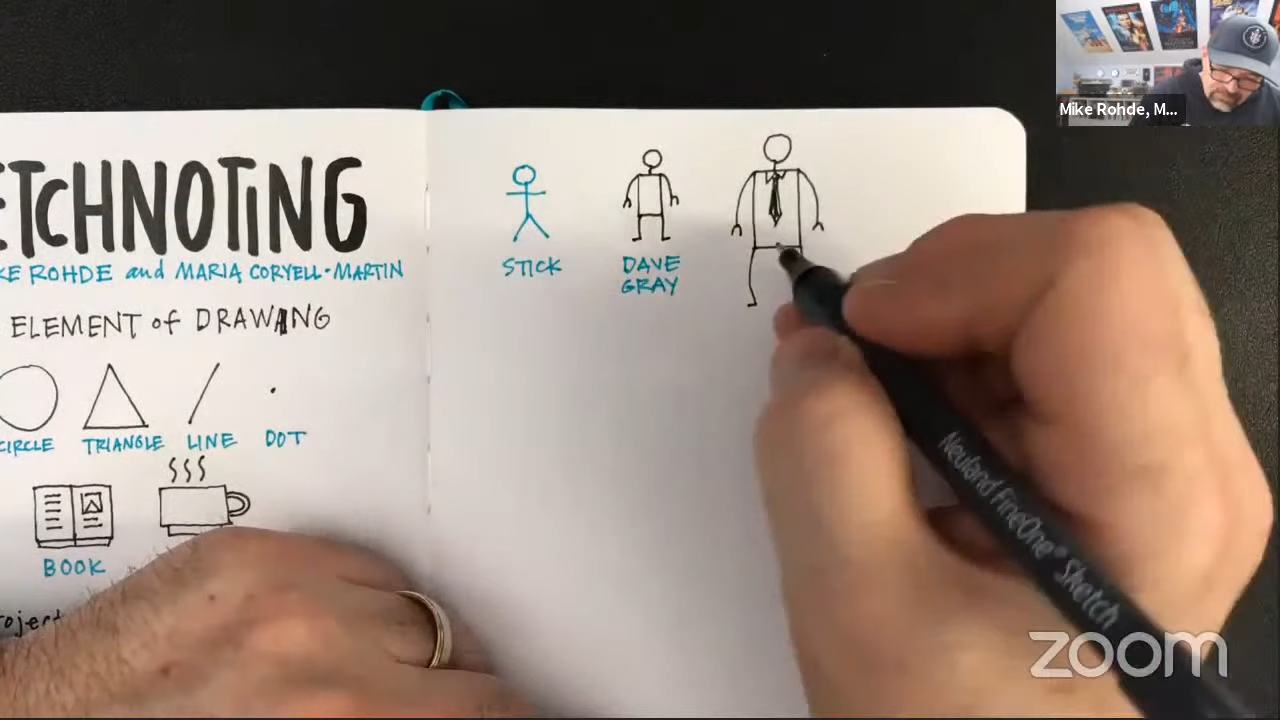 ETCHNOTING
KE ROHDE and MARIA CORYELL-MARTIN
ELEMENT of DRAWING
CIRCLE TRIANGLE LINE DOT
BOOK
roject
STICK
DAVE
GRAY
Neuland FineOne® Sketch
Mike Rohde, M...
zoom